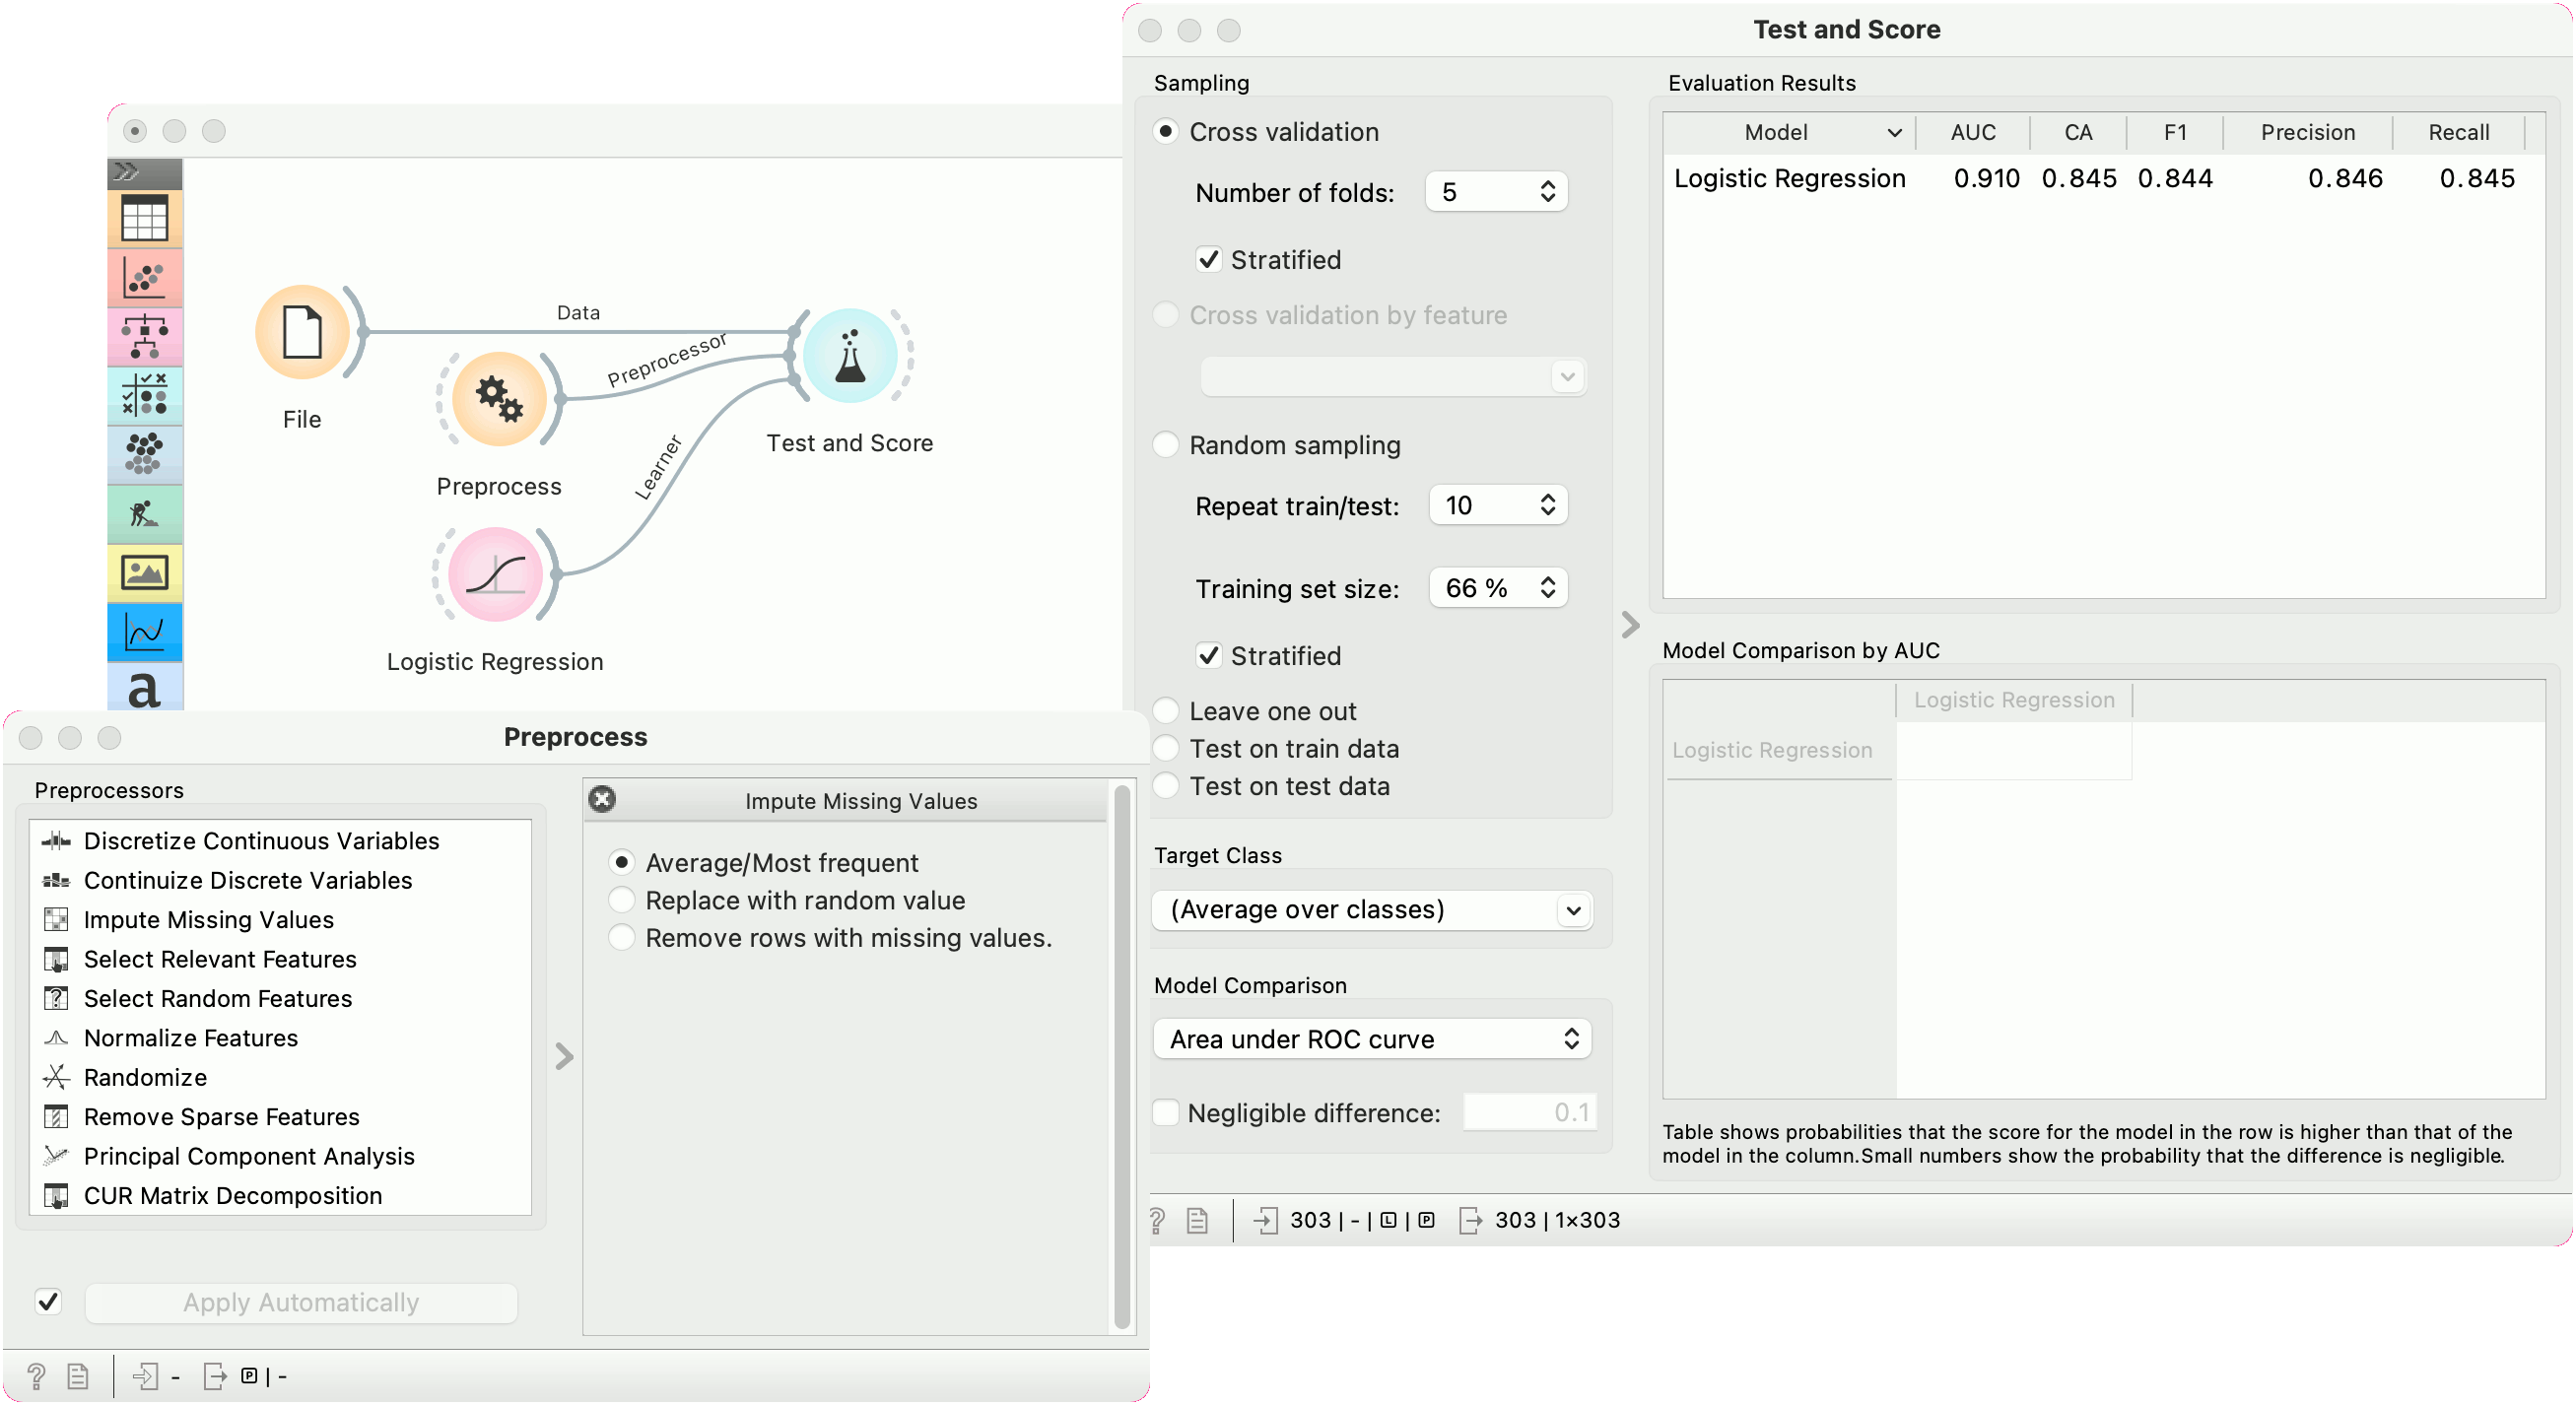 Data
Preprocessor
Learner
File
Preprocess
Test and Score
Logistic Regression
a
Preprocess
Preprocessors
Discretize Continuous Variables
Continuize Discrete Variables
Impute Missing Values
Select Relevant Features
Select Random Features
Normalize Features
Randomize
Remove Sparse Features
Principal Component Analysis
CUR Matrix Decomposition
Apply Automatically
Impute Missing Values
Average/Most frequent
Replace with random value
Remove rows with missing values.
? - P | -
Test and Score
Sampling
Cross validation
Number of folds: 5
Stratified
Cross validation by feature
Random sampling
Repeat train/test: 10
Training set size: 66 %
Stratified
Leave one out
Test on train data
Test on test data
Target Class
(Average over classes)
Model Comparison
Area under ROC curve
Negligible difference: 0.1
Evaluation Results
Model AUC CA F1 Precision Recall
Logistic Regression 0.910 0.845 0.844 0.846 0.845
Model Comparison by AUC
Logistic Regression
Logistic Regression
Table shows probabilities that the score for the model in the row is higher than that of the
model in the column.Small numbers show the probability that the difference is negligible.
? 303 | - | L | P 303 | 1×303